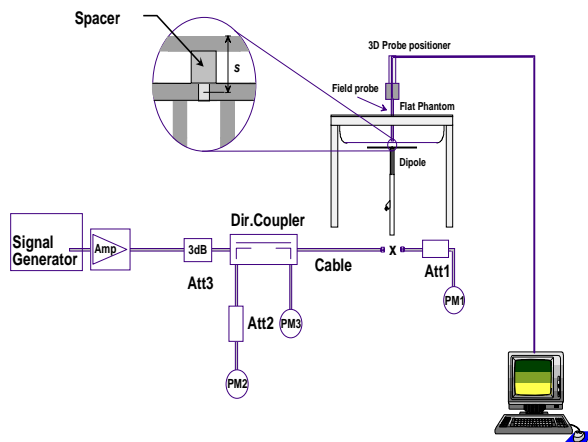 Spacer
s
3D Probe positioner
Field probe
Flat Phantom
Dipole
Signal
Generator
Amp
3dB
Att3
Dir.Coupler
Cable
x
Att1
PM1
Att2
PM3
PM2